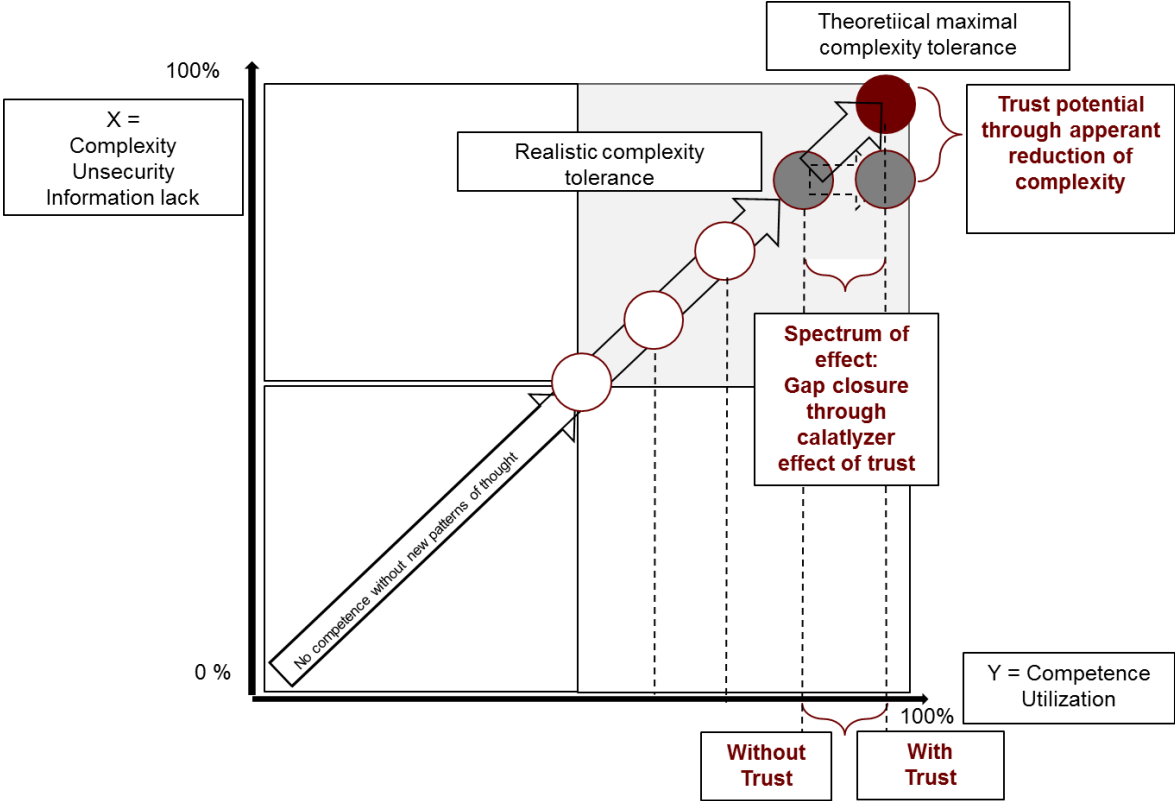 Theoretiical maximal
complexity tolerance
100%
X =
Complexity
Unsecurity
Information lack
Realistic complexity
tolerance
Trust potential
through apperant
reduction of
complexity
Spectrum of
effect:
Gap closure
through
calatlyzer
effect of trust
No competence without new patterns of thought
0 %
Y = Competence
Utilization
100%
Without
Trust
With
Trust